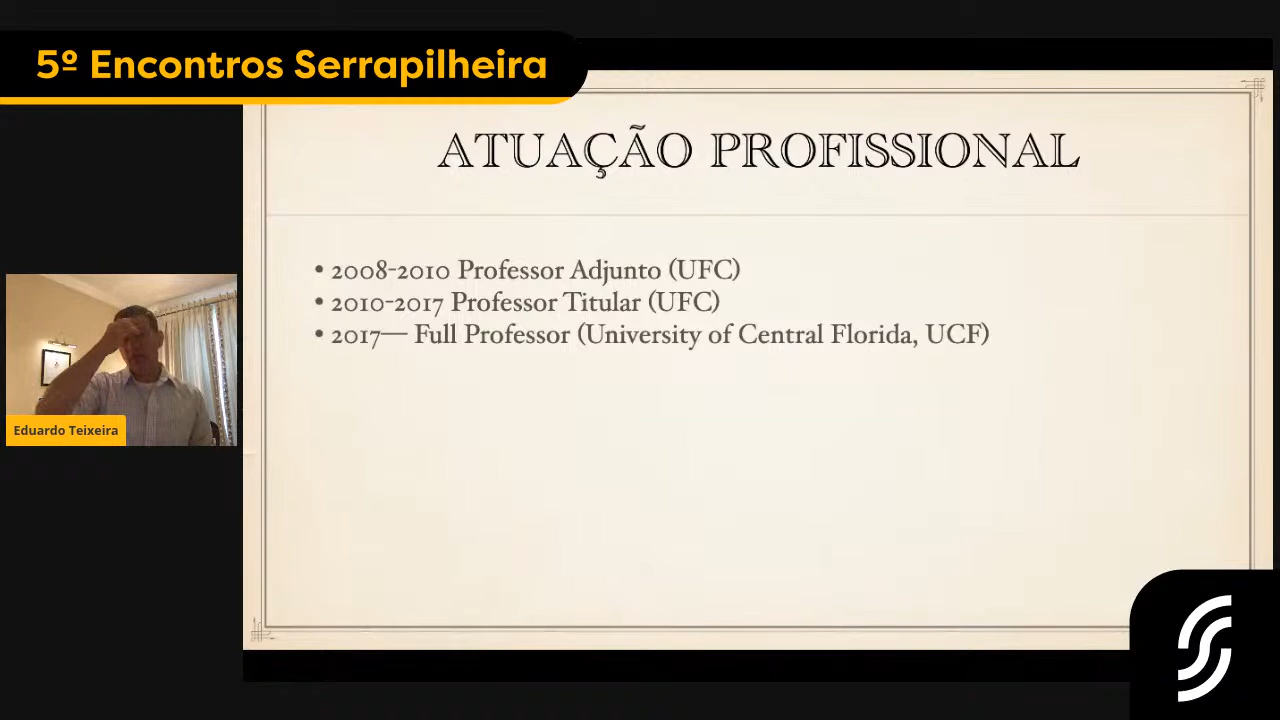 5º Encontros Serrapilheira
ATUAÇÃO PROFISSIONAL
• 2008-2010 Professor Adjunto (UFC)
• 2010-2017 Professor Titular (UFC)
• 2017— Full Professor (University of Central Florida, UCF)
Eduardo Teixeira